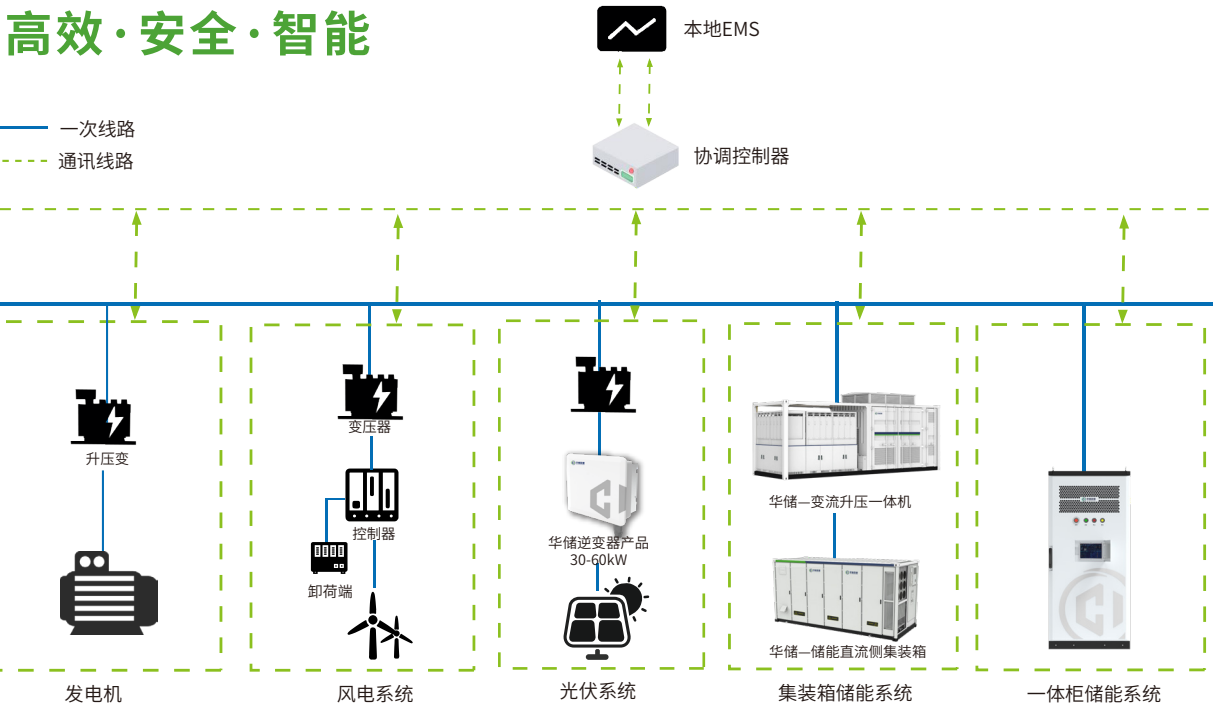 高效·安全·智能
本地EMS
一次线路
通讯线路
协调控制器
升压变
变压器
控制器
卸荷端
华储逆变器产品
30-60kW
华储—变流升压一体机
华储—储能直流侧集装箱
发电机
风电系统
光伏系统
集装箱储能系统
一体柜储能系统